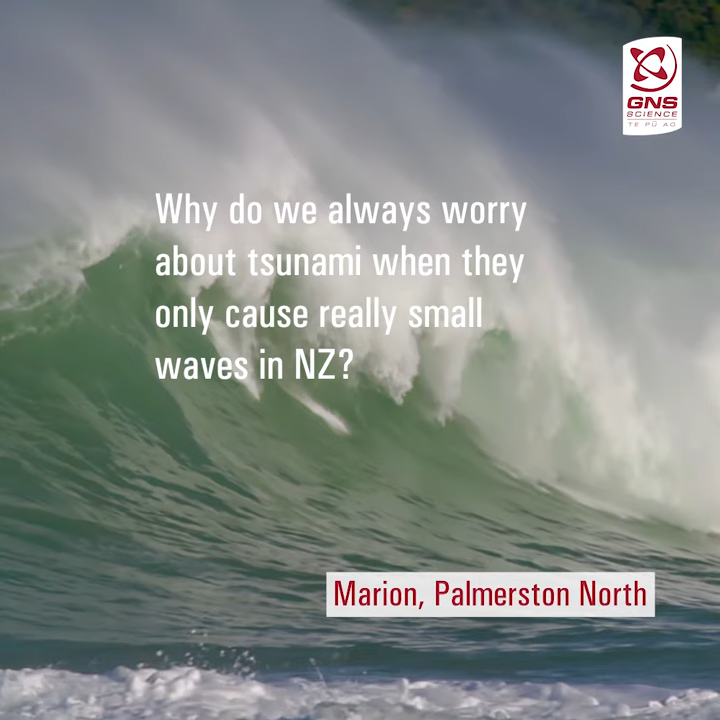 GNS
SCIENCE
TE PŪ AO
Why do we always worry
about tsunami when they
only cause really small
waves in NZ?
Marion, Palmerston North